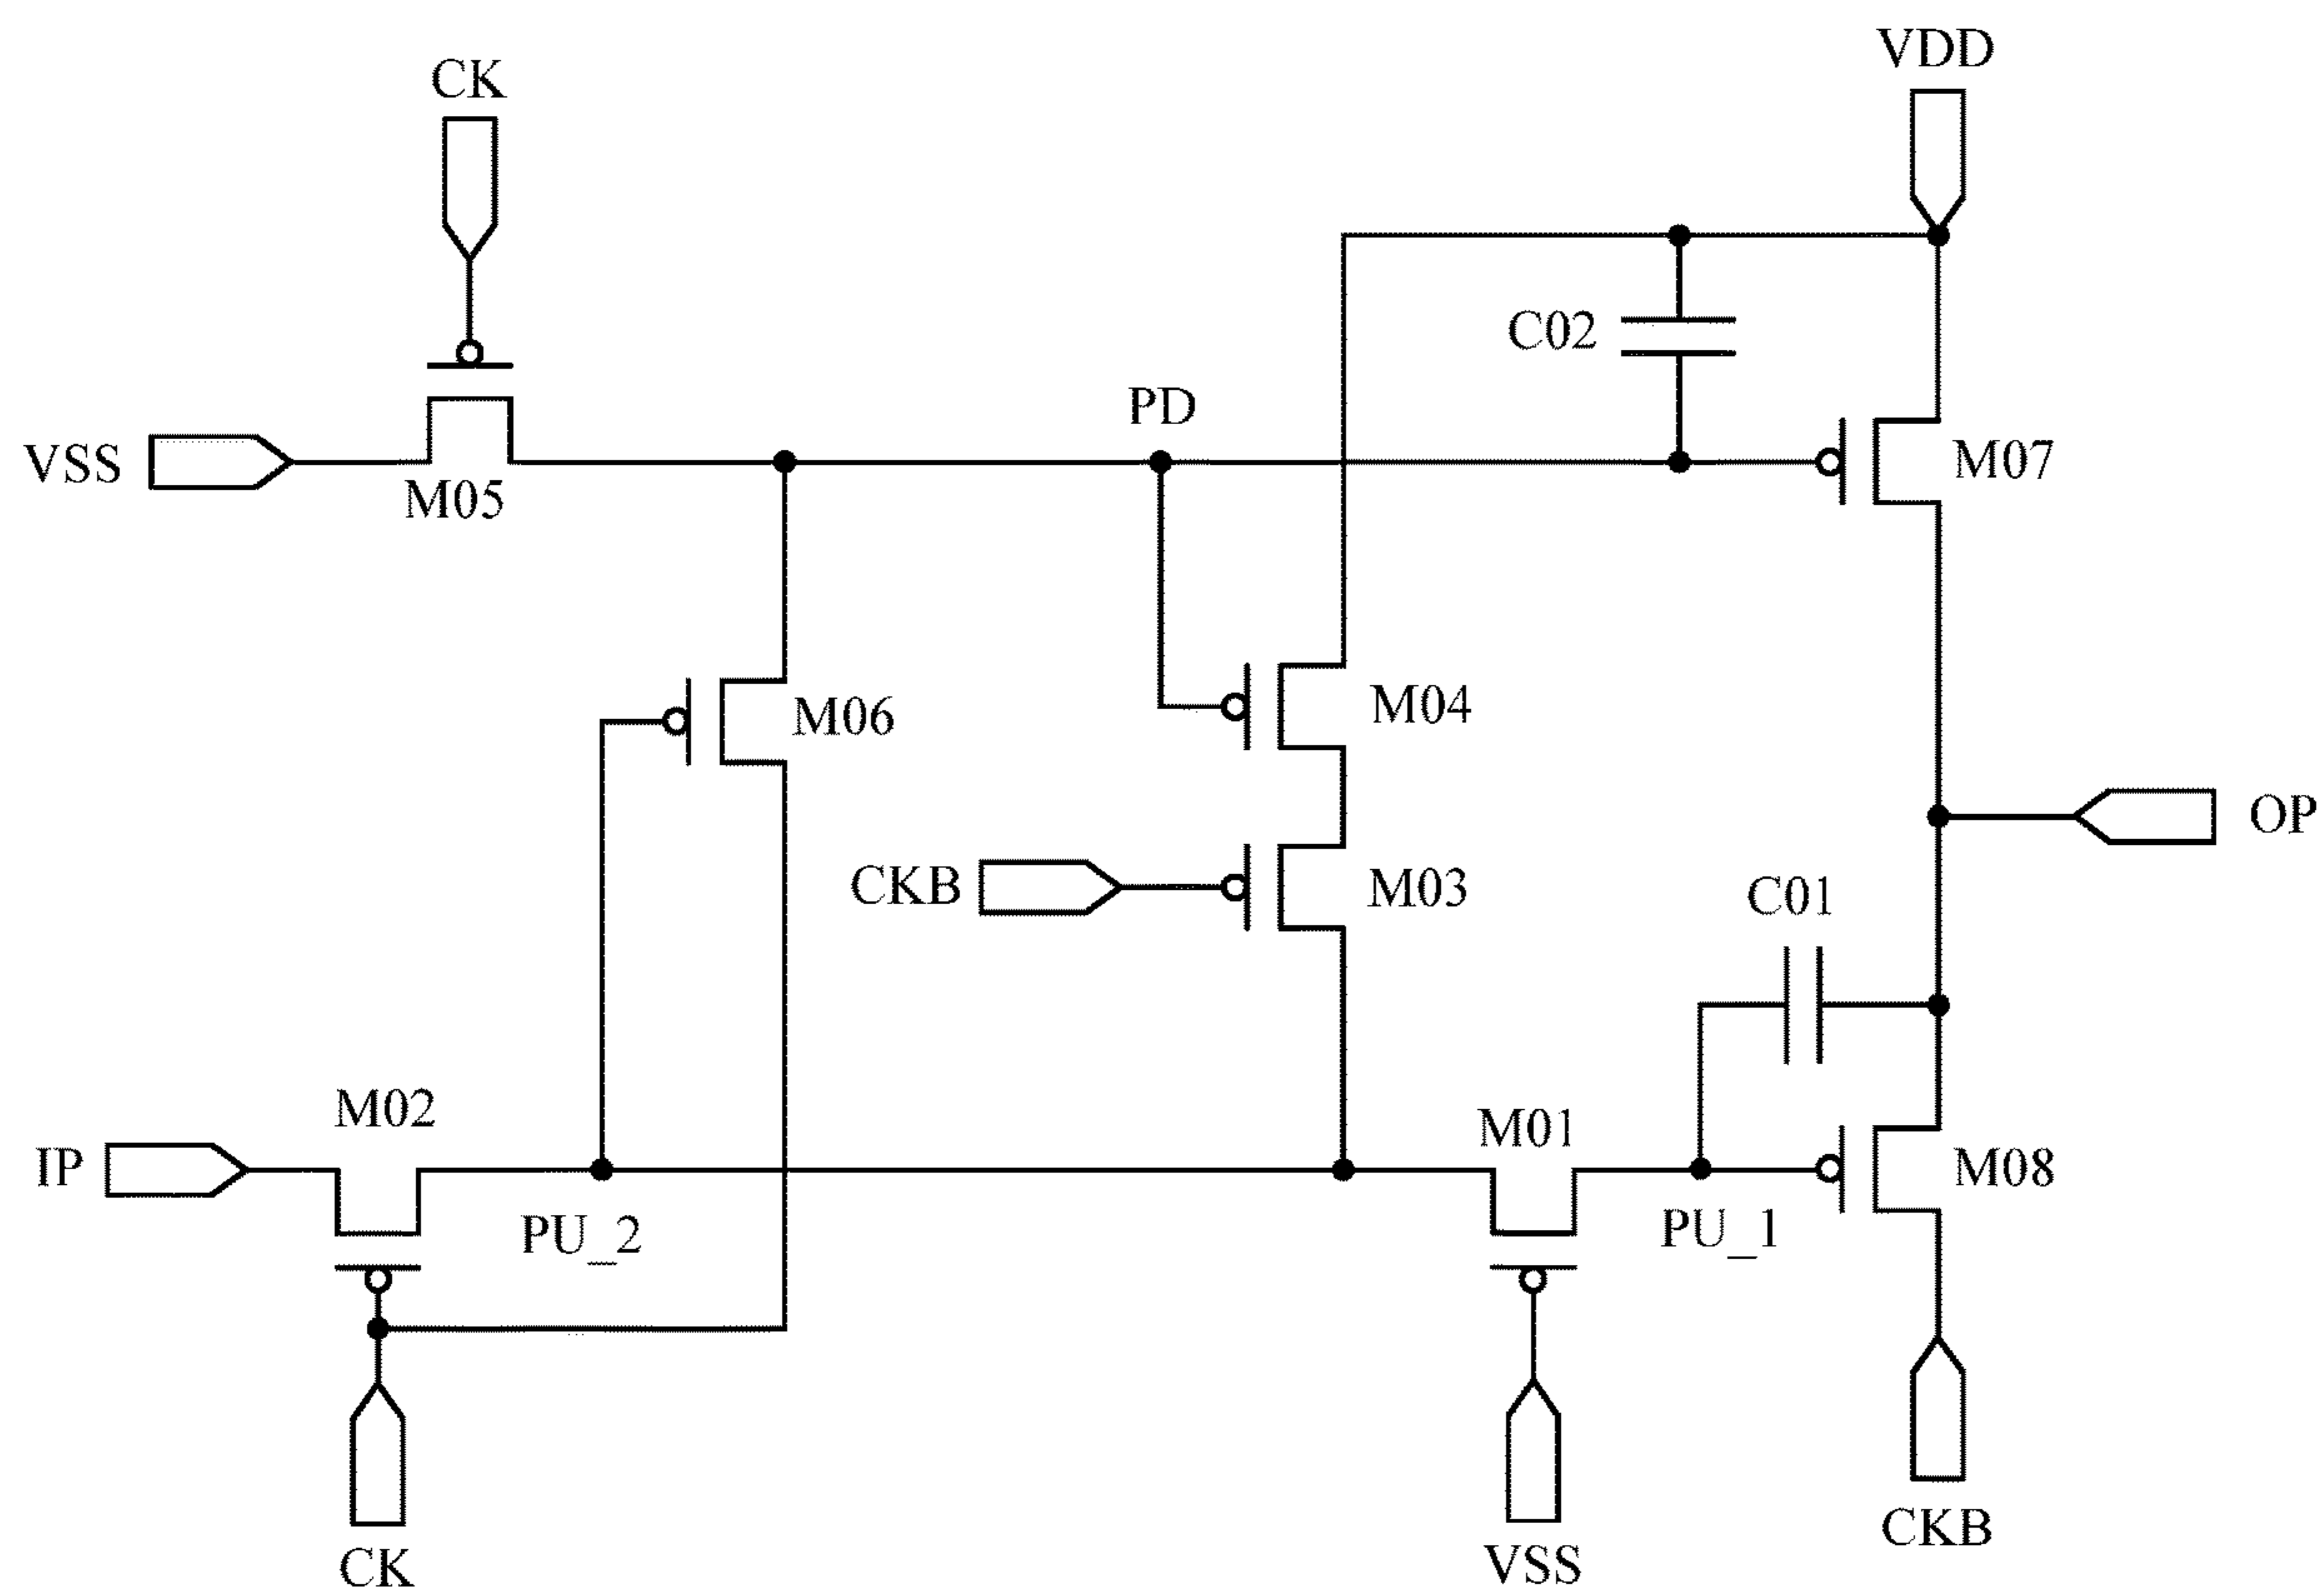 VDD
CK
C02
PD
M07
VSS
M05
M04
M06
OP
CKB
M03
C01
M02
M01
IP
M08
PU_2
PU_1
CKB
CK
VSS